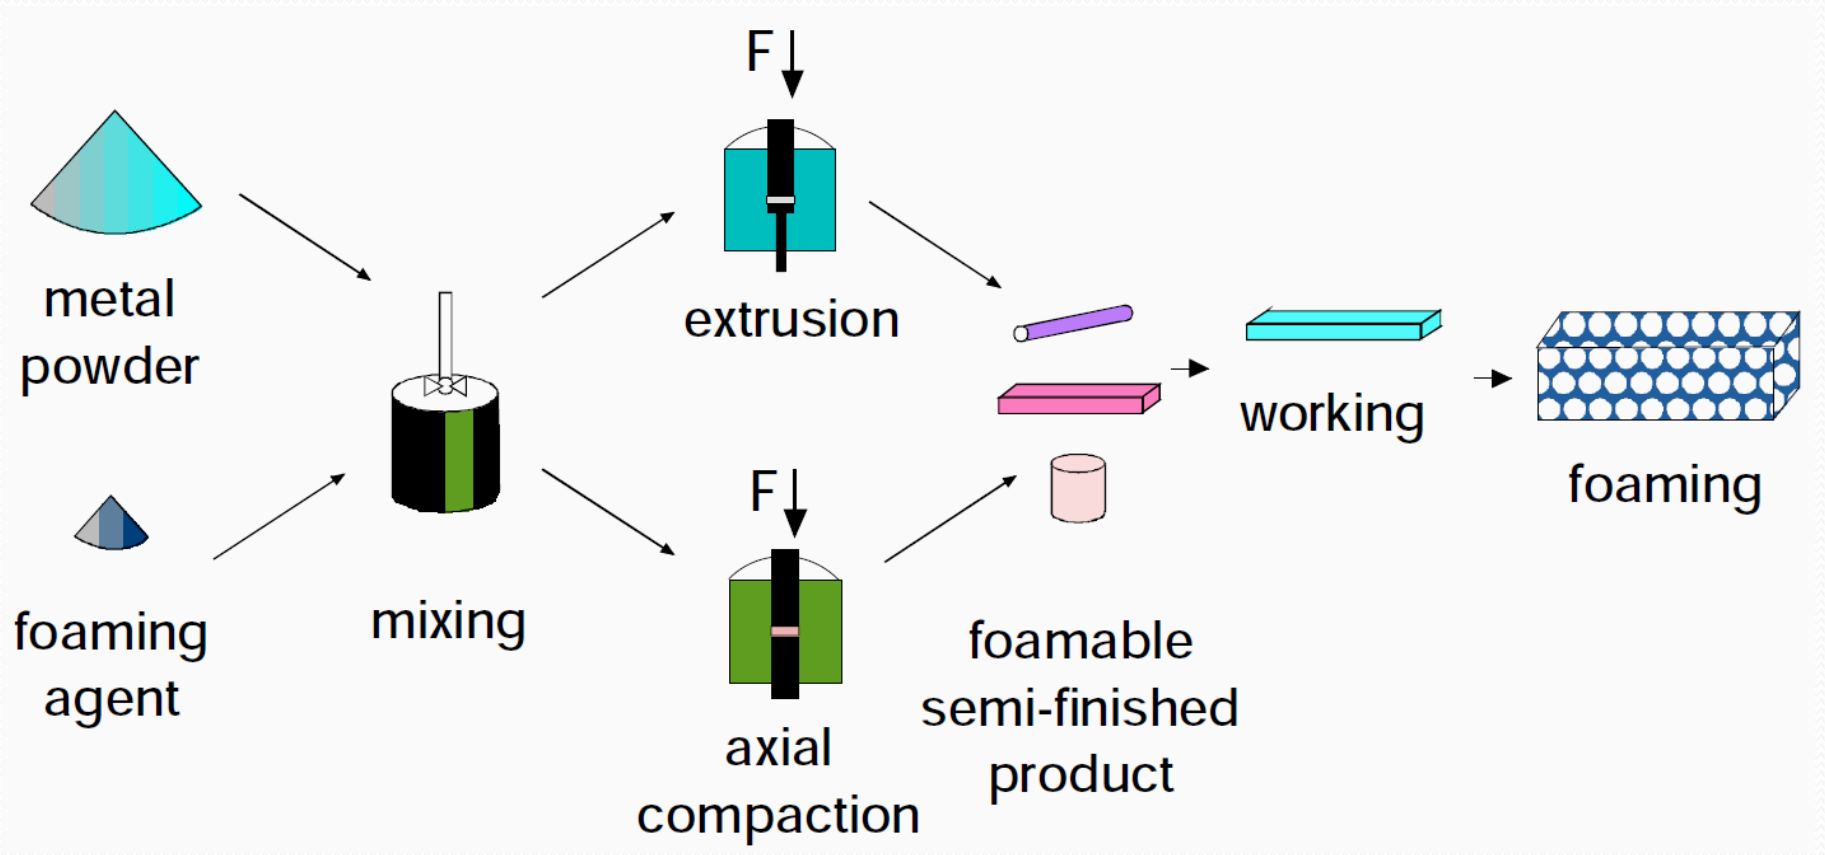 metal
powder
foaming
agent
mixing
F
extrusion
F
axial
compaction
foamable
semi-finished
product
working
foaming